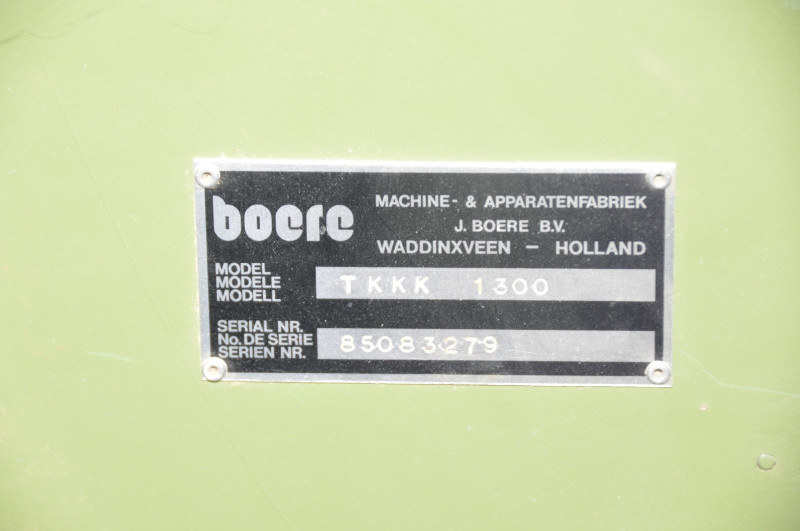 boere
MACHINE- & APPARATENFABRIEK
J. BOERE B.V.
WADDINXVEEN – HOLLAND
MODEL
MODELE
MODELL
TKKK 1300
SERIAL NR.
No. DE SERIE
SERIEN NR.
85083279